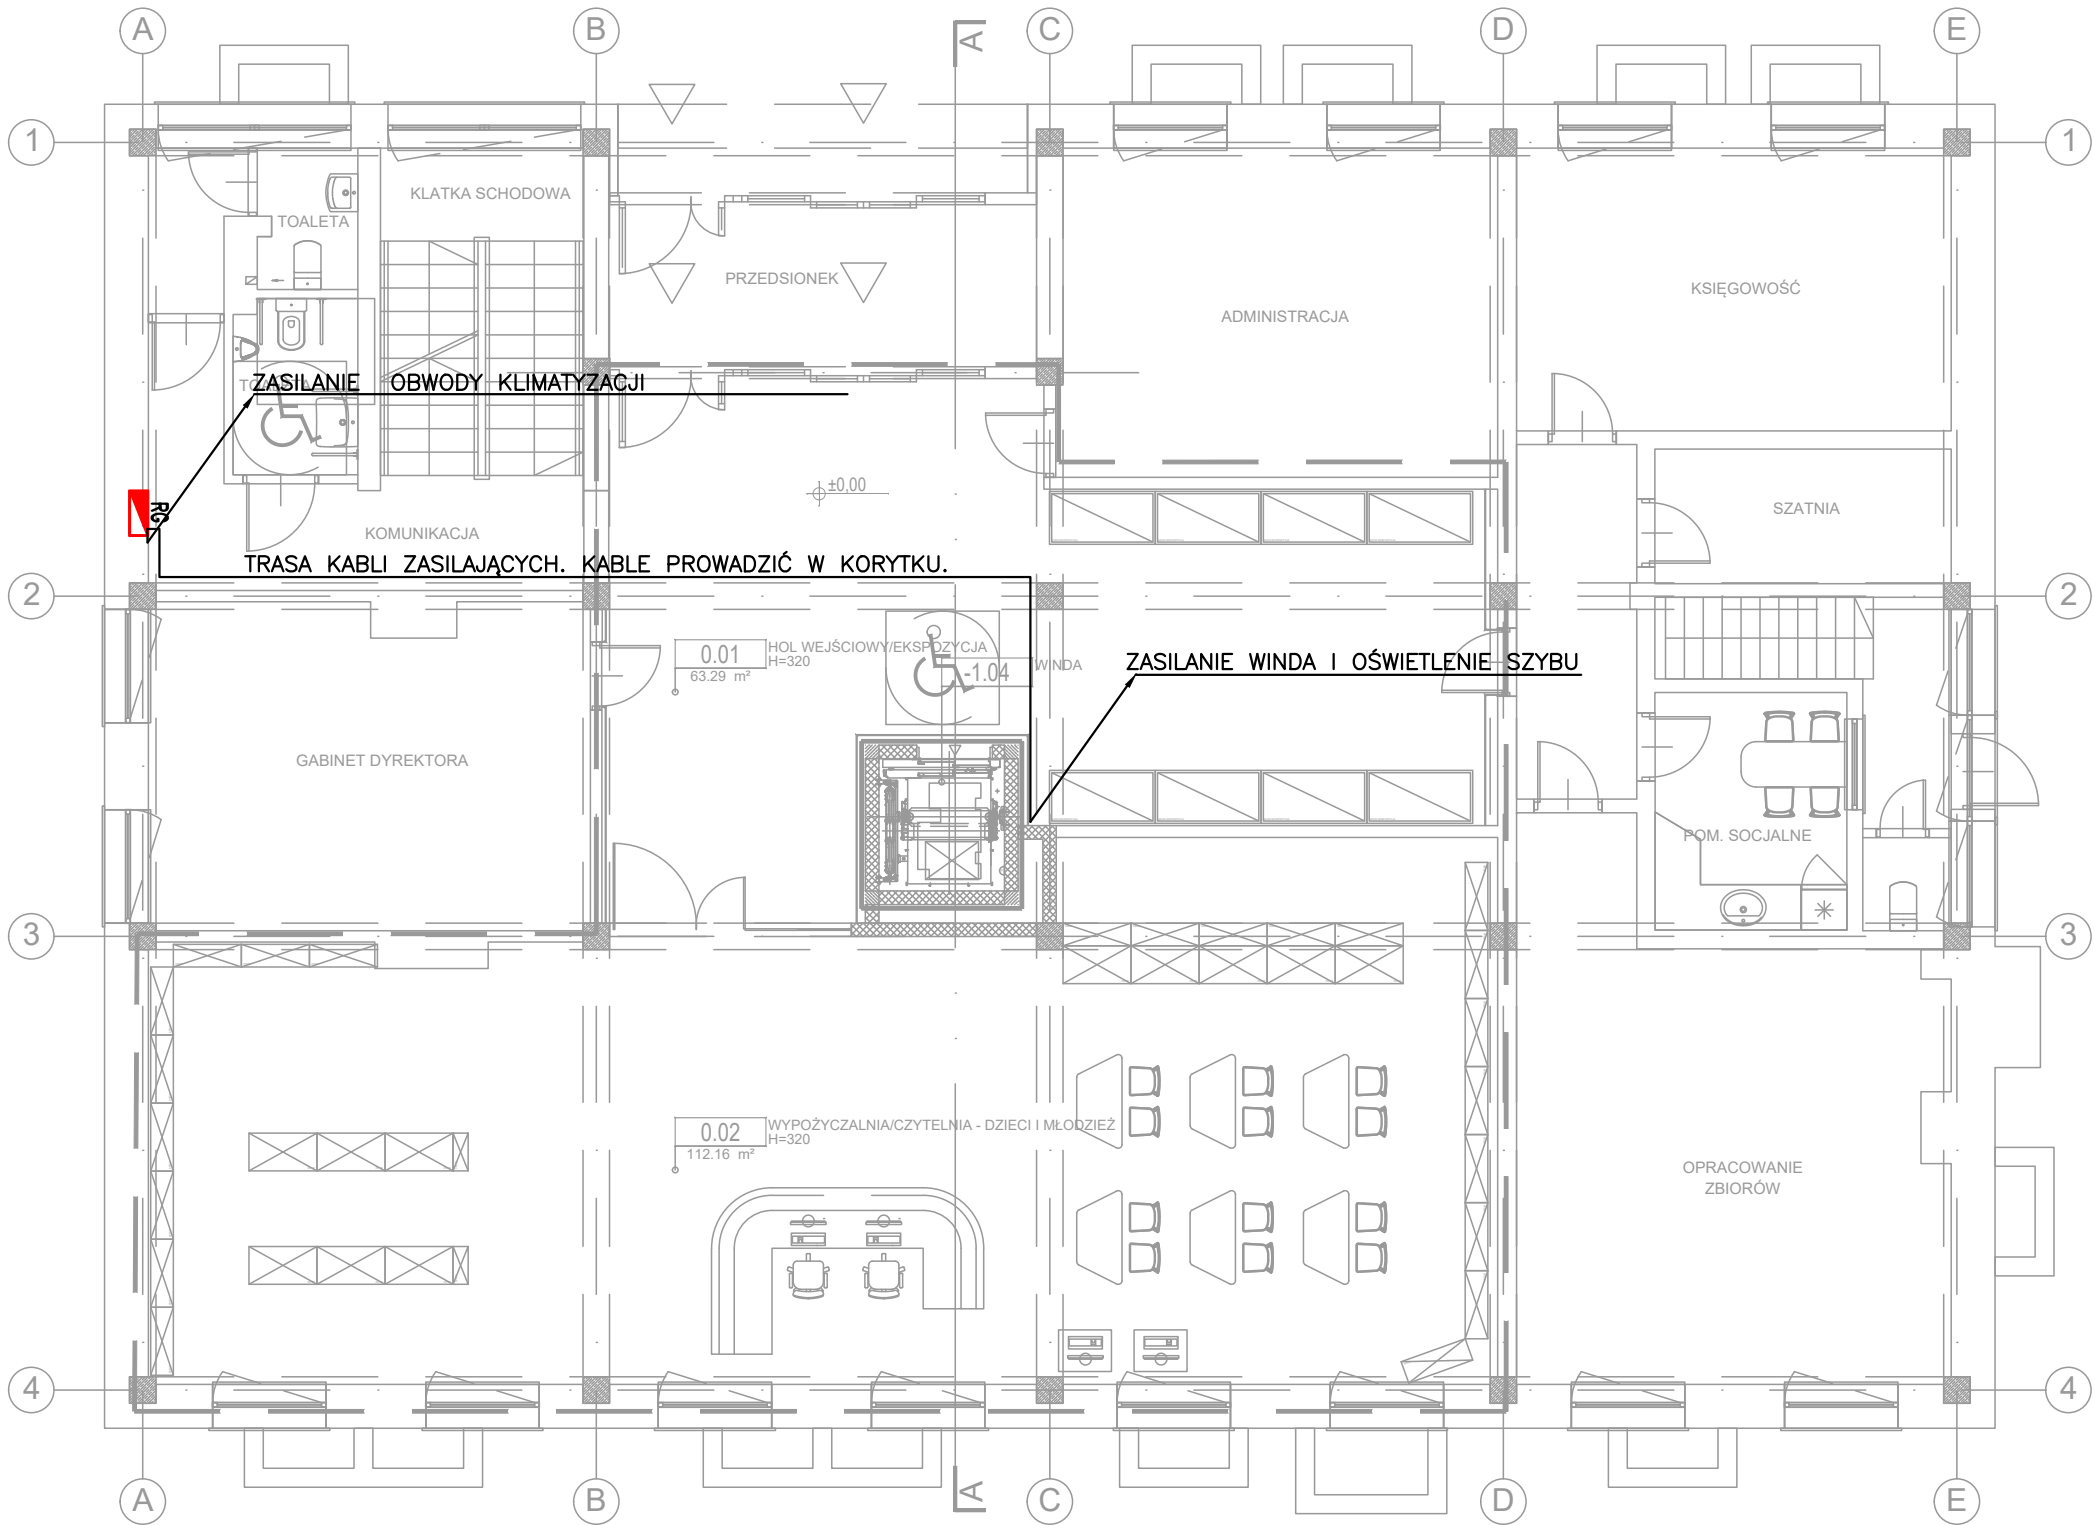 A
B
A
C
D
E
1
1
KLATKA SCHODOWA
TOALETA
PRZEDSIONEK
KSIĘGOWOŚĆ
ADMINISTRACJA
ZASILANIE OBWODY KLIMATYZACJI
±0,00
RG
SZATNIA
KOMUNIKACJA
TRASA KABLI ZASILAJĄCYCH. KABLE PROWADZIĆ W KORYTKU.
2
2
0.01
HOL WEJŚCIOWY/EKSPOZYCJA
H=320
63.29 m²
-1.04
WINDA
ZASILANIE WINDA I OŚWIETLENIE SZYBU
GABINET DYREKTORA
POM. SOCJALNE
3
3
0.02
WYPOŻYCZALNIA/CZYTELNIA - DZIECI I MŁODZIEŻ
H=320
112.16 m²
OPRACOWANIE
ZBIORÓW
4
4
A
B
A
C
D
E